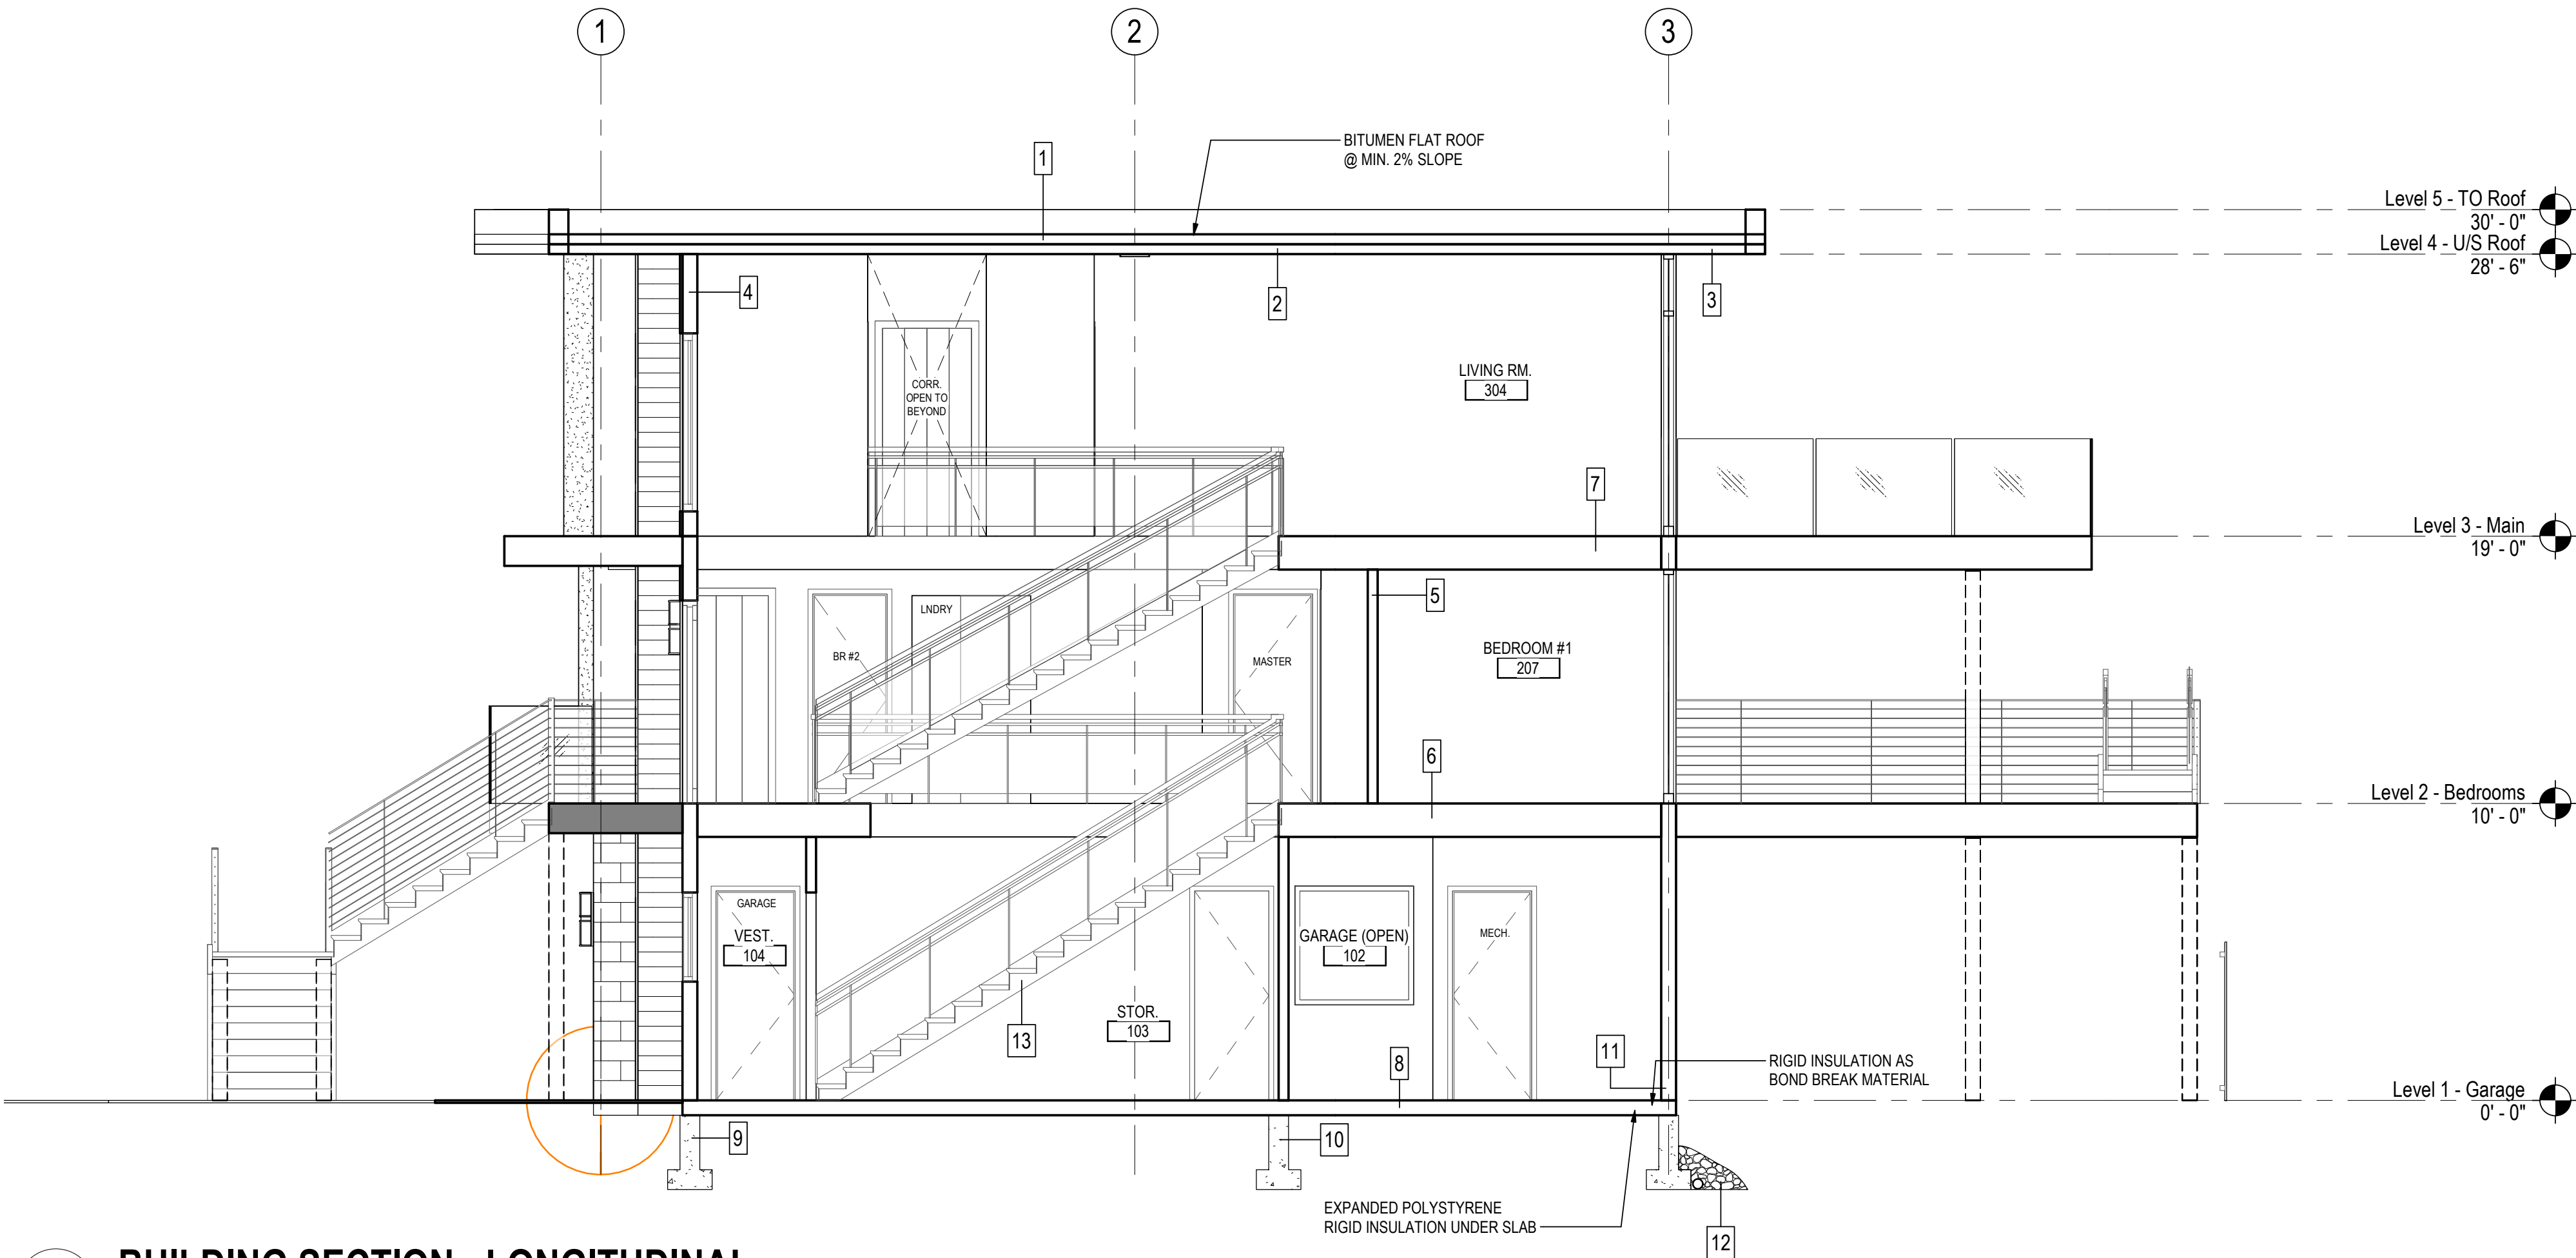 1
2
3
BITUMEN FLAT ROOF
@ MIN. 2% SLOPE
1
Level 5 - TO Roof
30' - 0"
Level 4 - U/S Roof
28' - 6"
4
2
3
LIVING RM.
304
CORR.
OPEN TO
BEYOND
7
Level 3 - Main
19' - 0"
5
LNDRY
BR #2
MASTER
BEDROOM #1
207
6
Level 2 - Bedrooms
10' - 0"
GARAGE
VEST.
104
GARAGE (OPEN)
102
MECH.
STOR.
103
13
8
11
RIGID INSULATION AS
BOND BREAK MATERIAL
Level 1 - Garage
0' - 0"
9
10
EXPANDED POLYSTYRENE
RIGID INSULATION UNDER SLAB
12
BUILDING SECTION - LONGITUDINAL